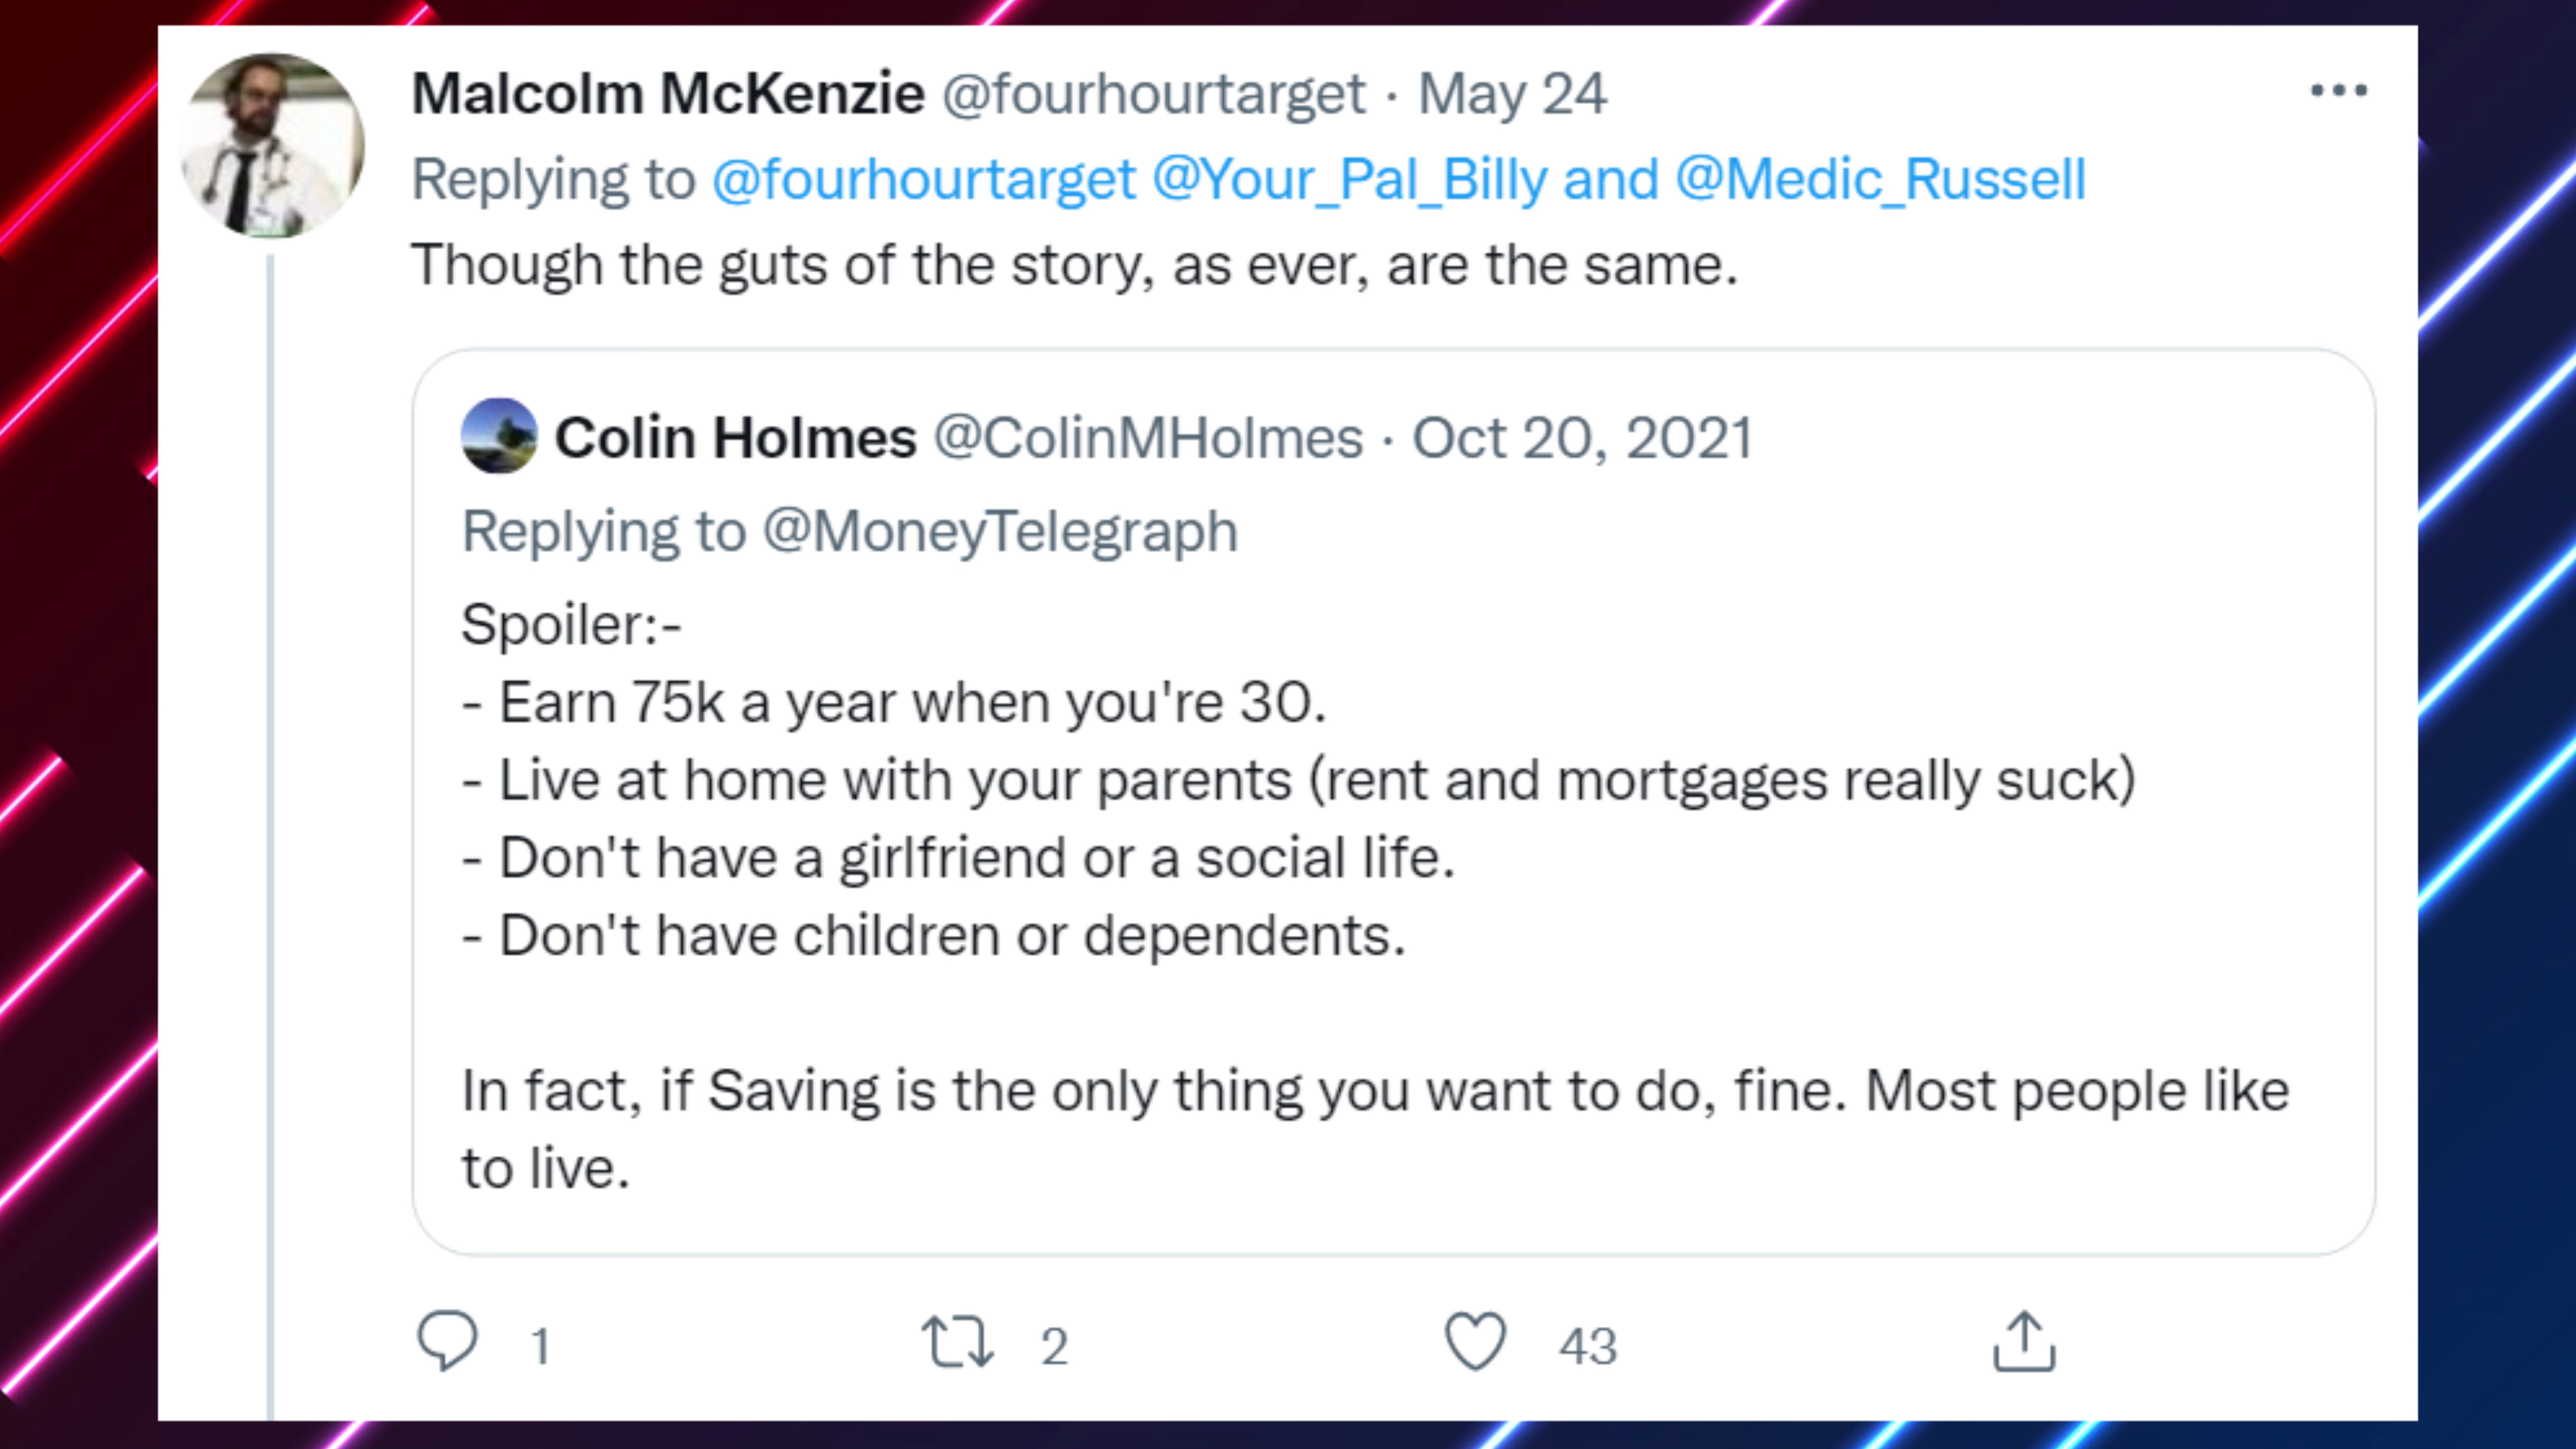 Malcolm McKenzie @fourhourtarget · May 24
Replying to @fourhourtarget @Your_Pal_Billy and @Medic_Russell
Though the guts of the story, as ever, are the same.
Colin Holmes @ColinMHolmes · Oct 20, 2021
Replying to @MoneyTelegraph
Spoiler:-
- Earn 75k a year when you're 30.
- Live at home with your parents (rent and mortgages really suck)
- Don't have a girlfriend or a social life.
- Don't have children or dependents.
In fact, if Saving is the only thing you want to do, fine. Most people like
to live.
1 2 43